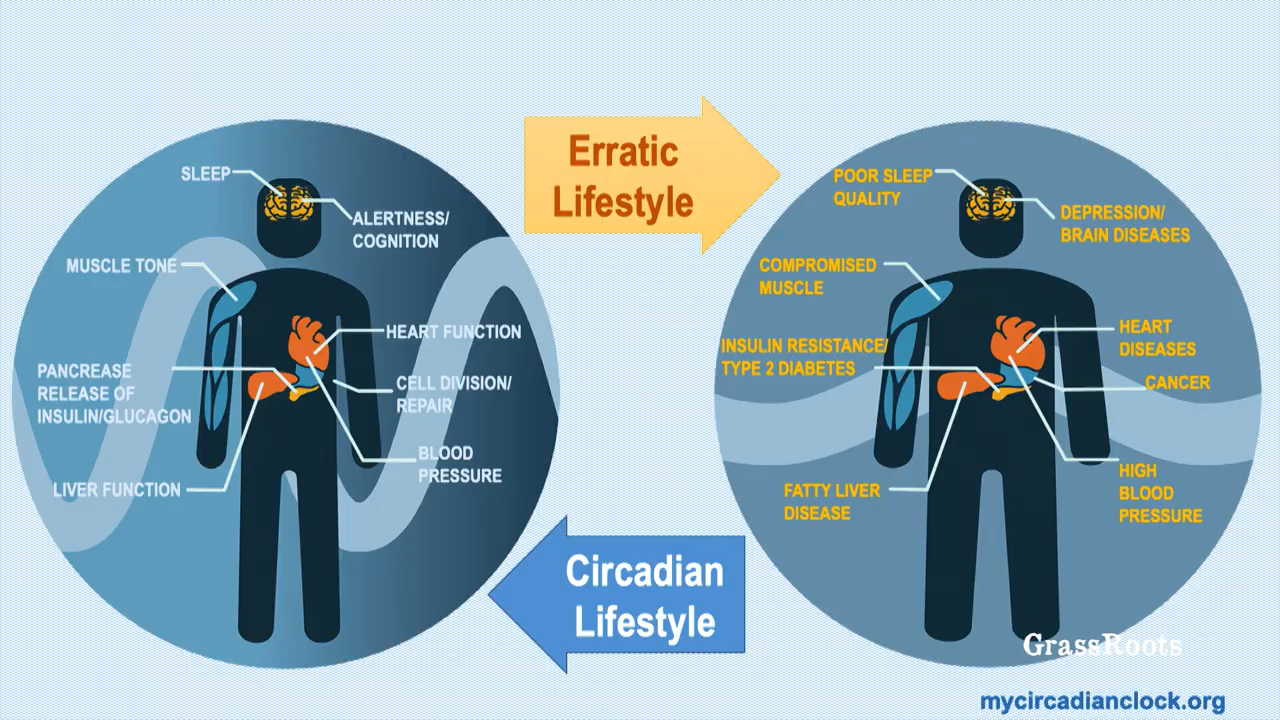 Erratic
Lifestyle
SLEEP
ALERTNESS/
COGNITION
MUSCLE TONE
HEART FUNCTION
PANCREASE
RELEASE OF
INSULIN/GLUCAGON
CELL DIVISION/
REPAIR
BLOOD
PRESSURE
LIVER FUNCTION
POOR SLEEP
QUALITY
DEPRESSION/
BRAIN DISEASES
COMPROMISED
MUSCLE
HEART
DISEASES
INSULIN RESISTANCE/
TYPE 2 DIABETES
CANCER
HIGH
BLOOD
PRESSURE
FATTY LIVER
DISEASE
Circadian
Lifestyle
GrassRoots
mycircadianclock.org